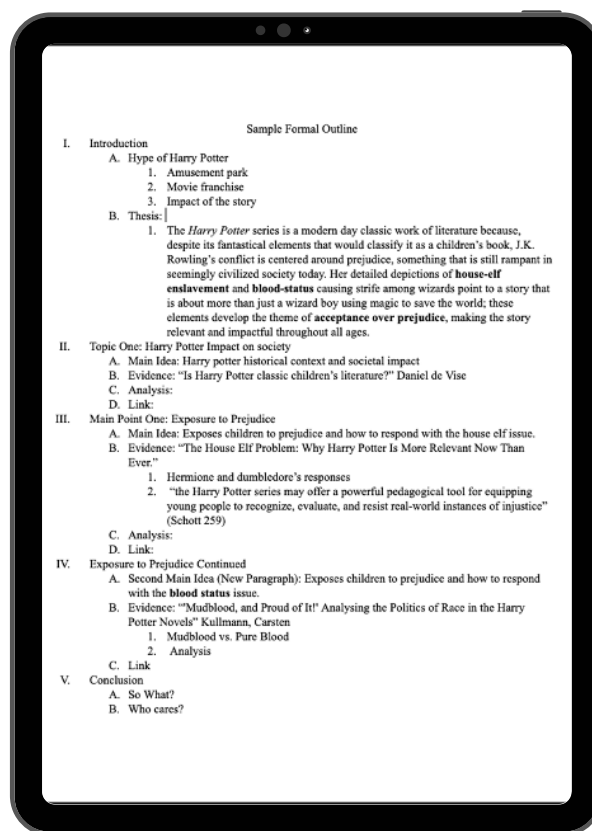 Sample Formal Outline
I. Introduction
A. Hype of Harry Potter
1. Amusement park
2. Movie franchise
3. Impact of the story
B. Thesis:
1. The Harry Potter series is a modern day classic work of literature because,
despite its fantastical elements that would classify it as a children's book, J.K.
Rowling's conflict is centered around prejudice, something that is still rampant in
seemingly civilized society today. Her detailed depictions of house-elf
enslavement and blood-status causing strife among wizards point to a story that
is about more than just a wizard boy using magic to save the world; these
elements develop the theme of acceptance over prejudice, making the story
relevant and impactful throughout all ages.
II. Topic One: Harry Potter Impact on society
A. Main Idea: Harry potter historical context and societal impact
B. Evidence: "Is Harry Potter classic children's literature?" Daniel de Vise
C. Analysis:
D. Link:
III. Main Point One: Exposure to Prejudice
A. Main Idea: Exposes children to prejudice and how to respond with the house elf issue.
B. Evidence: "The House Elf Problem: Why Harry Potter Is More Relevant Now Than
Ever."
1. Hermione and dumbledore's responses
2. "the Harry Potter series may offer a powerful pedagogical tool for equipping
young people to recognize, evaluate, and resist real-world instances of injustice"
(Schott 259)
C. Analysis:
D. Link:
IV. Exposure to Prejudice Continued
A. Second Main Idea (New Paragraph): Exposes children to prejudice and how to respond
with the blood status issue.
B. Evidence: "'Mudblood, and Proud of It!' Analysing the Politics of Race in the Harry
Potter Novels" Kullmann, Carsten
1. Mudblood vs. Pure Blood
2. Analysis
C. Link
V. Conclusion
A. So What?
B. Who cares?